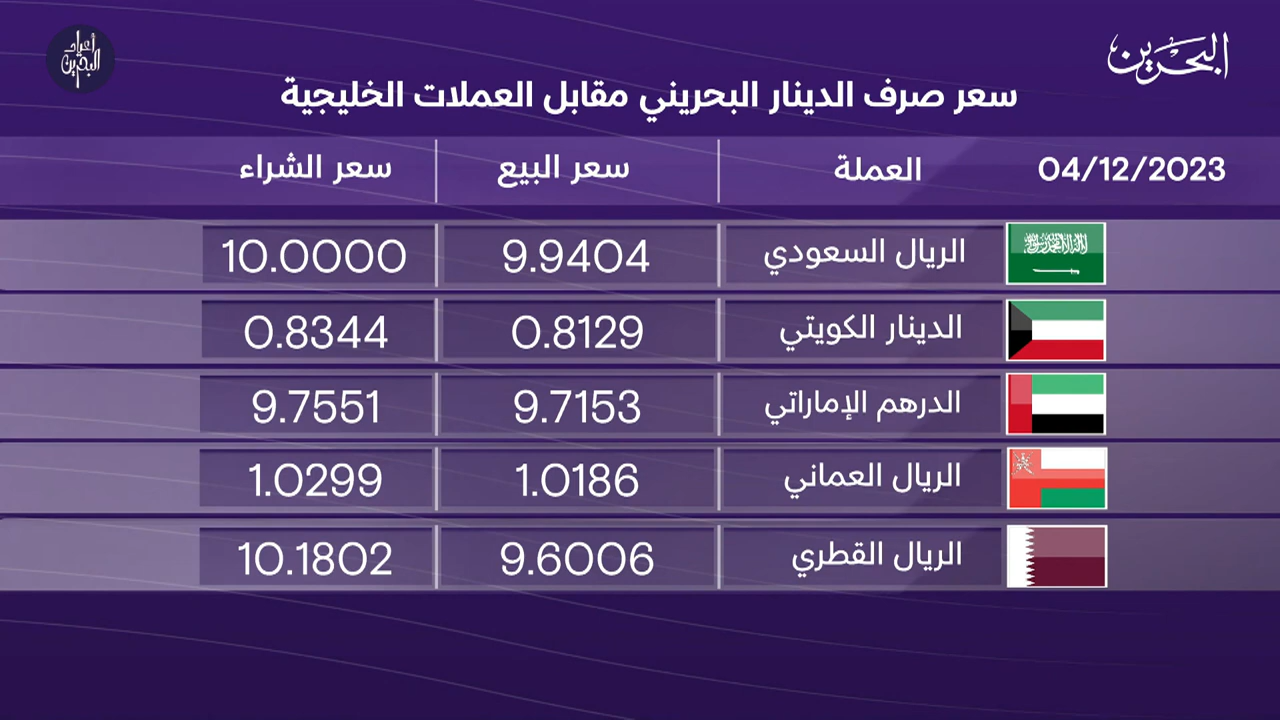 البحرين
أعياد البحرين
سعر صرف الدينار البحريني مقابل العملات الخليجية
04/12/2023 العملة سعر البيع سعر الشراء
الريال السعودي 9.9404 10.0000
الدينار الكويتي 0.8129 0.8344
الدرهم الإماراتي 9.7153 9.7551
الريال العماني 1.0186 1.0299
الريال القطري 9.6006 10.1802